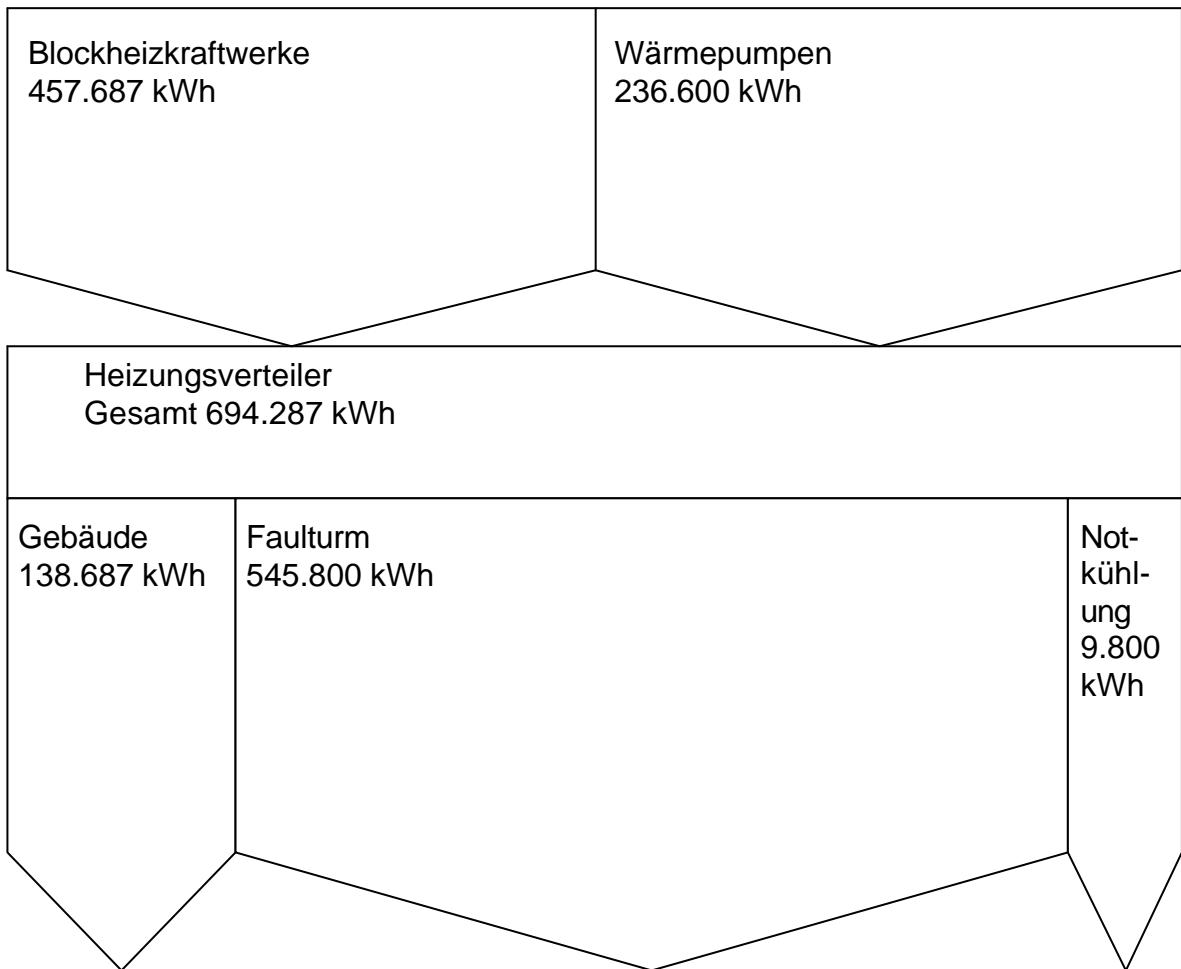 Blockheizkraftwerke
457.687 kWh
Wärmepumpen
236.600 kWh
Heizungsverteiler
Gesamt 694.287 kWh
Gebäude
138.687 kWh
Faulturm
545.800 kWh
Not-
kühl-
ung
9.800
kWh